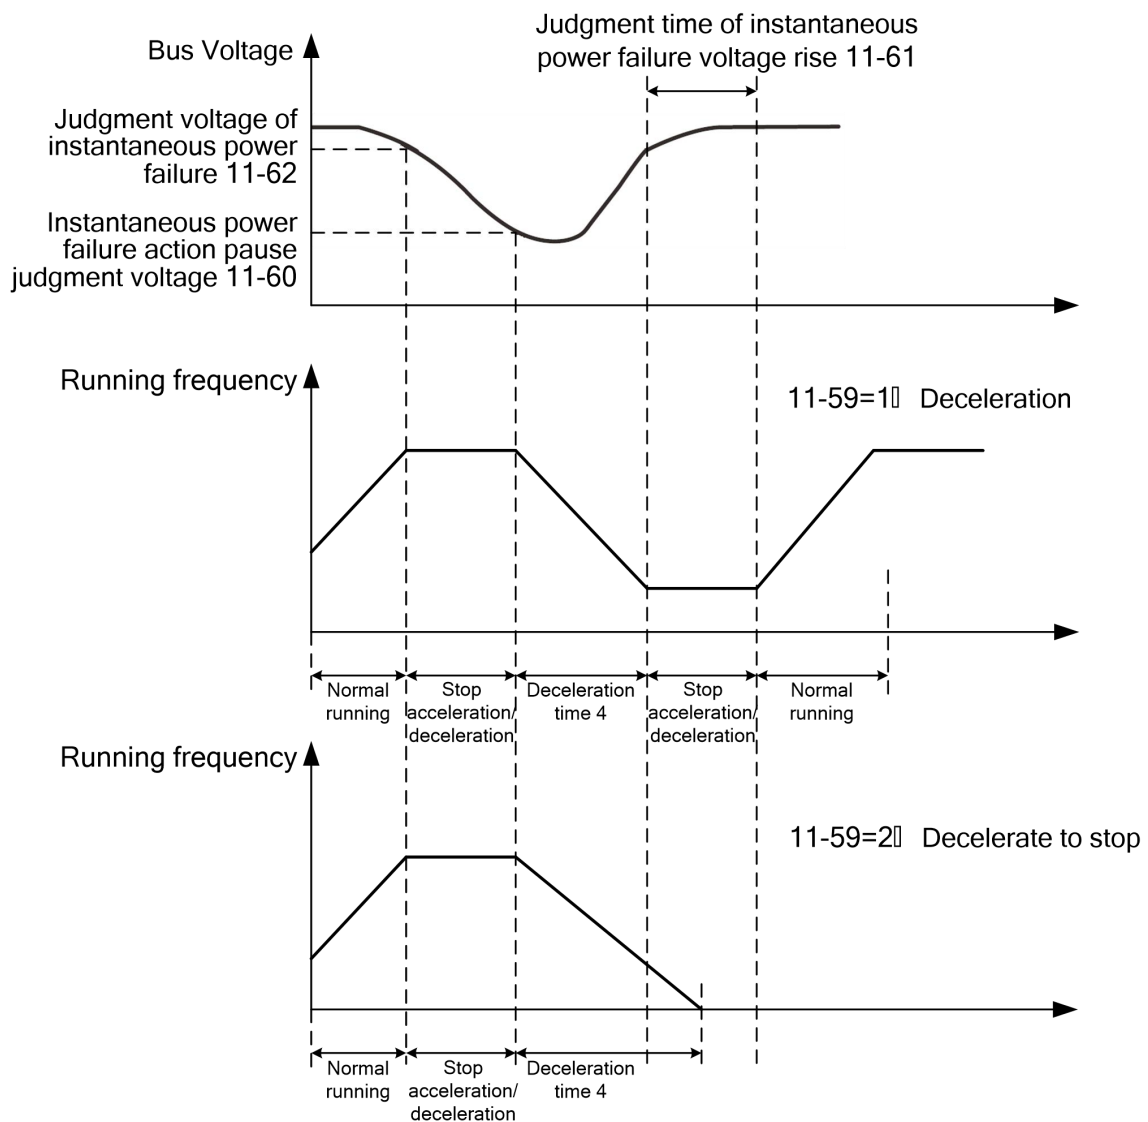 Judgment time of instantaneous
power failure voltage rise 11-61
Bus Voltage
Judgment voltage of
instantaneous power
failure 11-62
Instantaneous power
failure action pause
judgment voltage 11-60
Running frequency
11-59=1▯ Deceleration
Normal
running
Stop
acceleration/
deceleration
Deceleration
time 4
Stop
acceleration/
deceleration
Normal
running
Running frequency
11-59=2▯ Decelerate to stop
Normal
running
Stop
acceleration/
deceleration
Deceleration
time 4